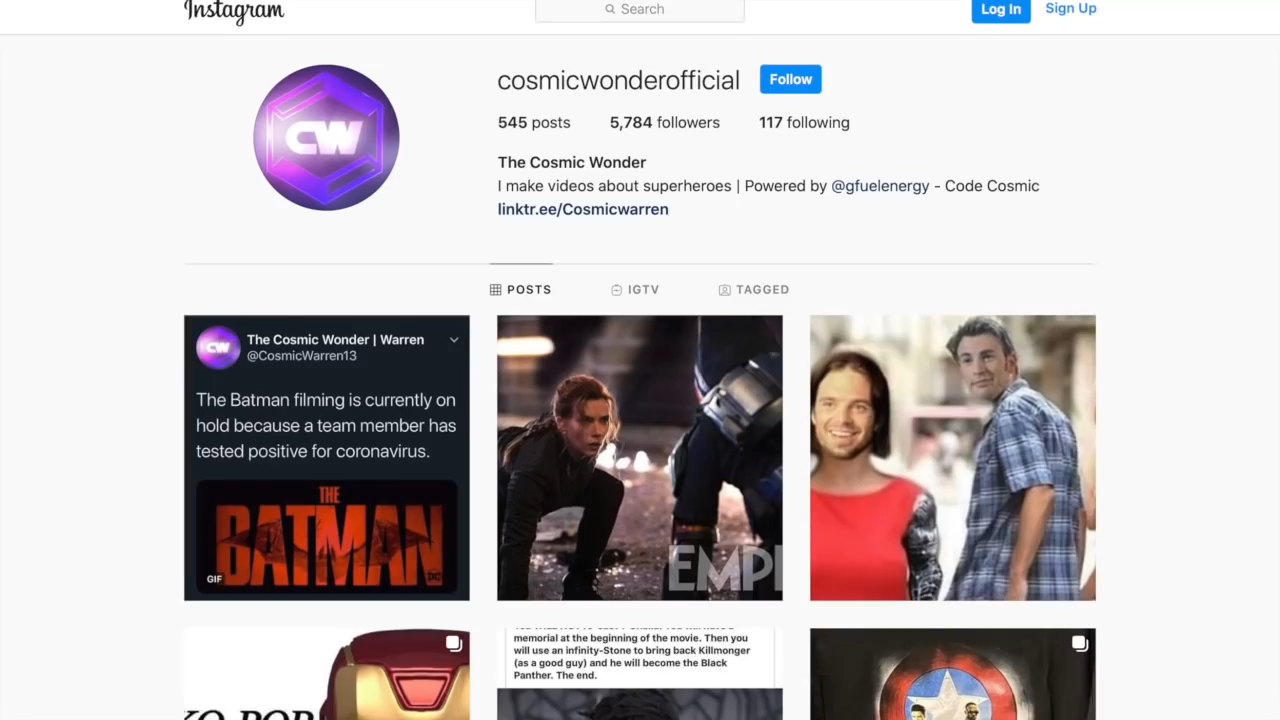 Instagram
Search
Log In
Sign Up
CW
cosmicwonderofficial
Follow
545 posts
5,784 followers
117 following
The Cosmic Wonder
I make videos about superheroes | Powered by @gfuelenergy - Code Cosmic
linktr.ee/Cosmicwarren
POSTS
IGTV
TAGGED
CW
The Cosmic Wonder | Warren
@CosmicWarren13
The Batman filming is currently on
hold because a team member has
tested positive for coronavirus.
THE
BATMAN
GIF
DC
EMPI
memorial at the beginning of the movie. Then you
will use an infinity-Stone to bring back Killmonger
(as a good guy) and he will become the Black
Panther. The end.